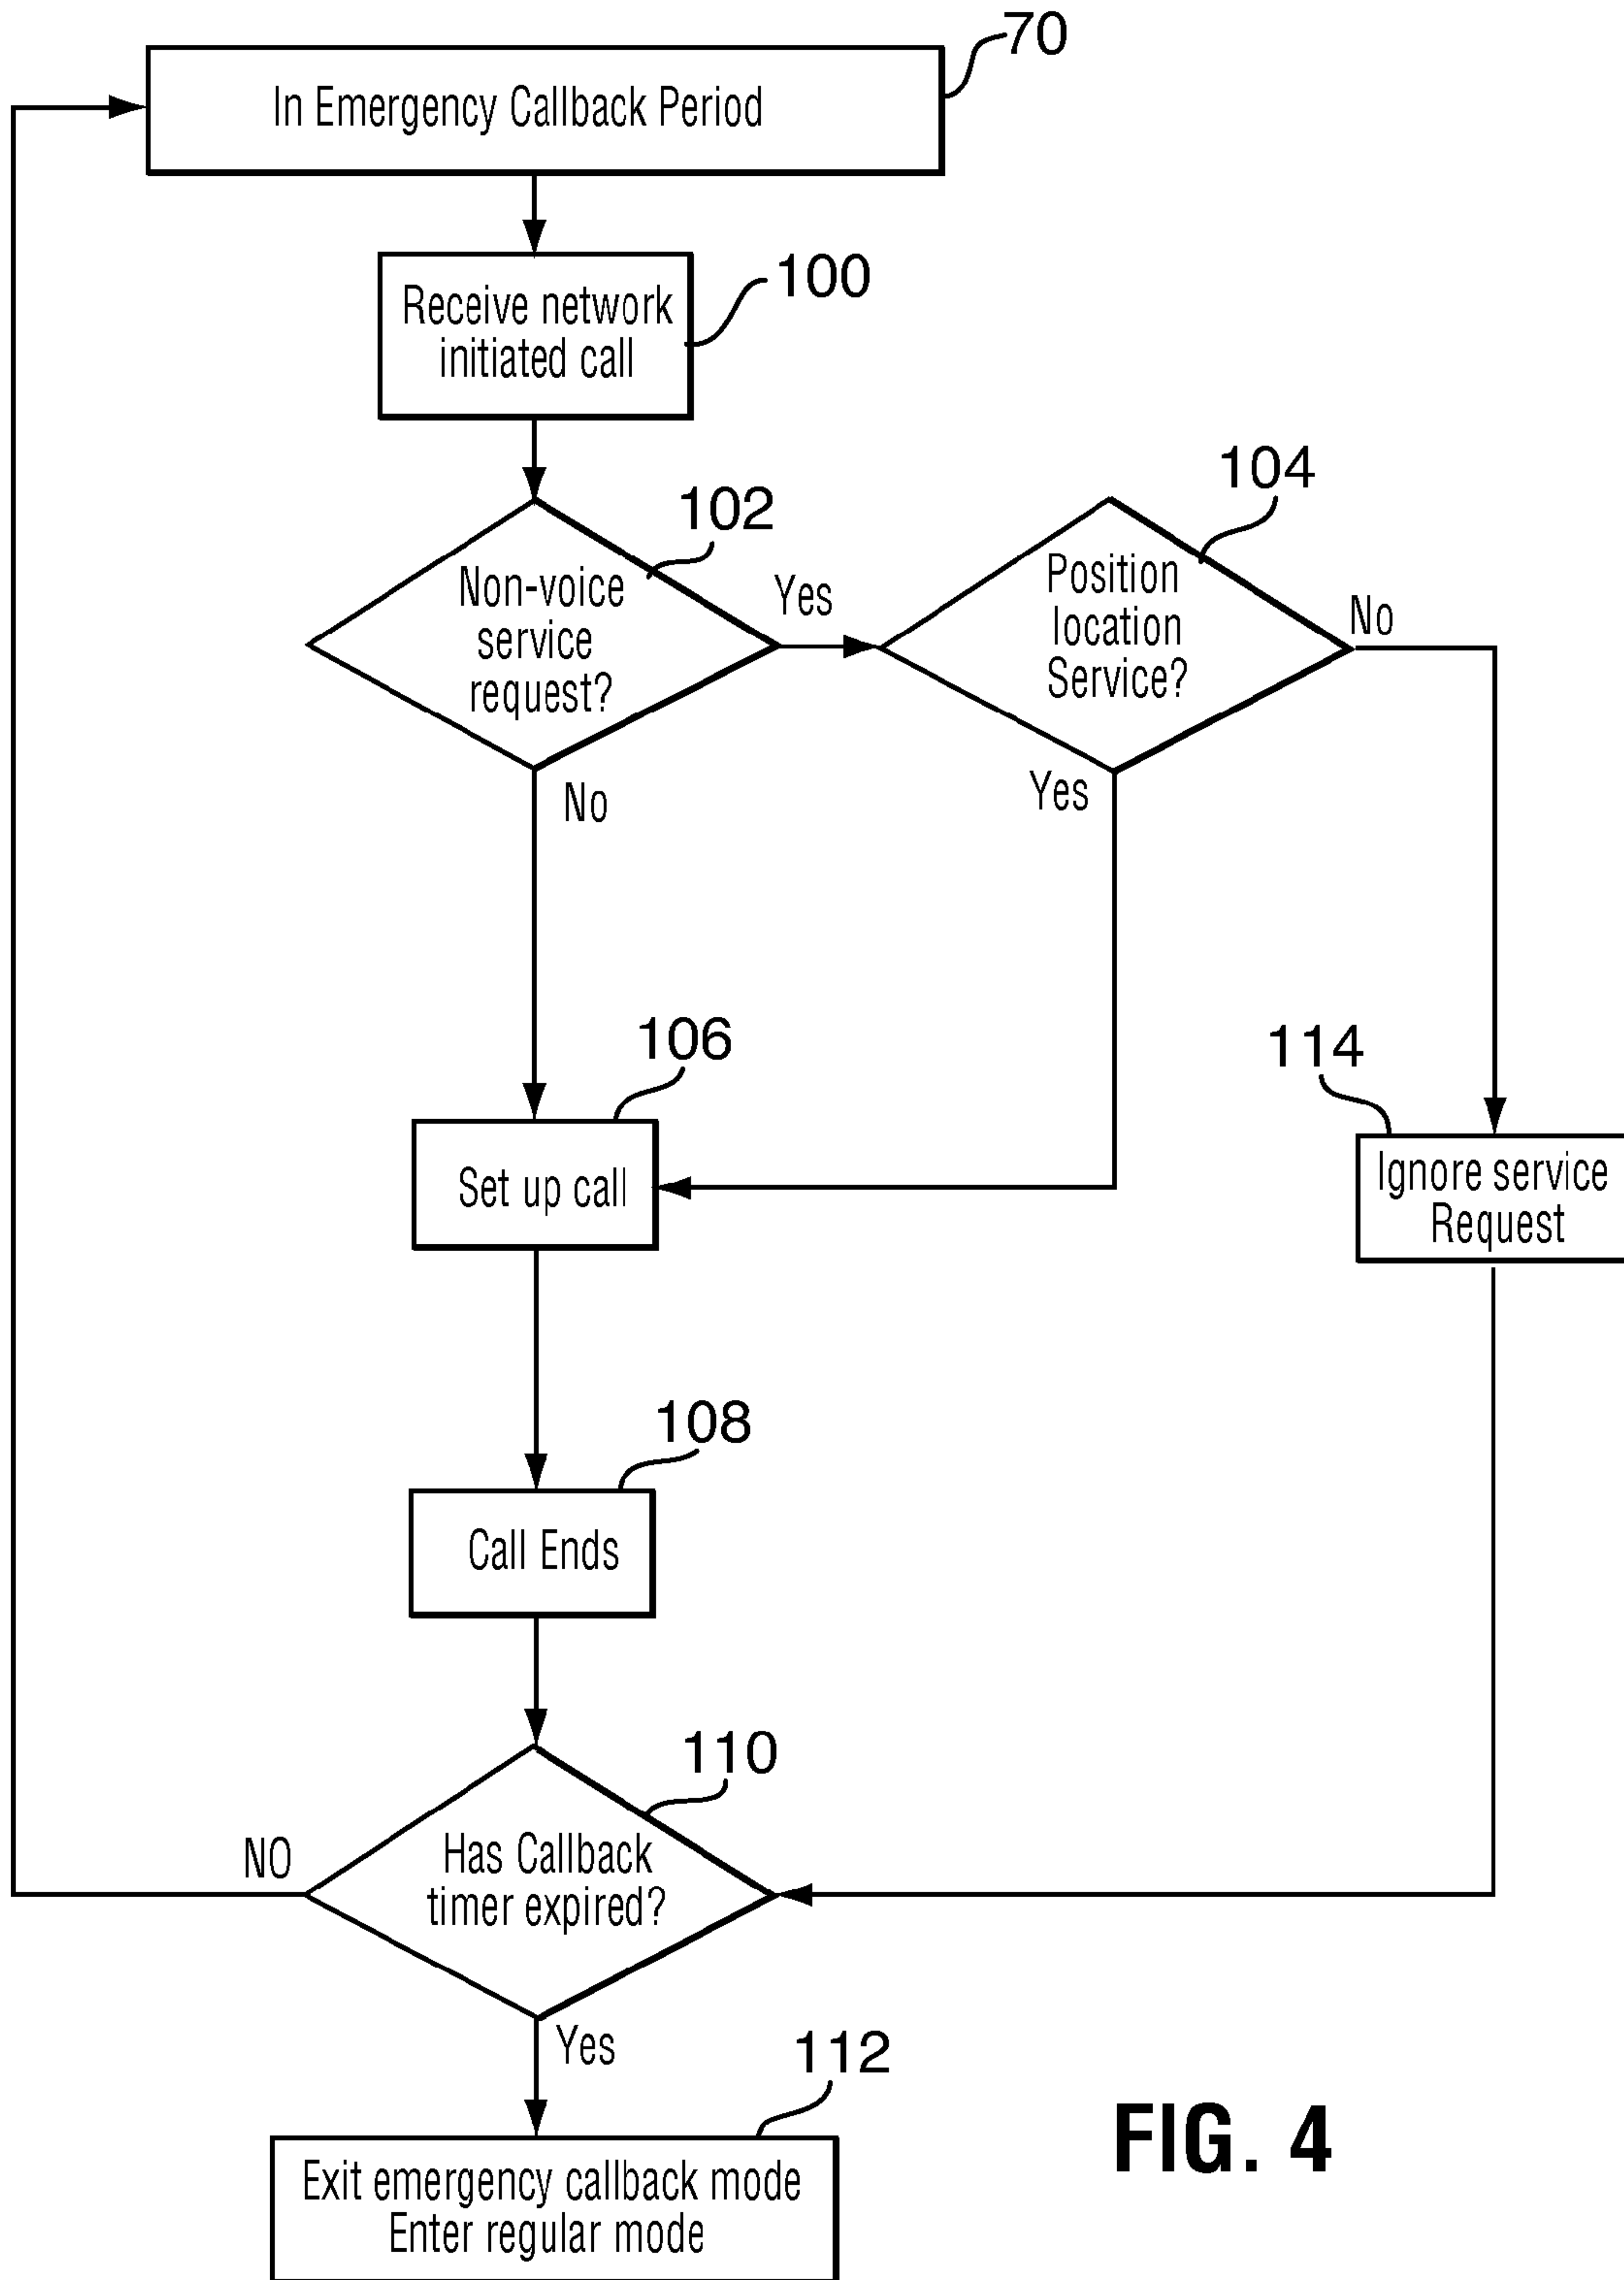 70
In Emergency Callback Period
100
Receive network
initiated call
102
Non-voice
service
request?
Yes
No
104
Position
location
Service?
No
Yes
106
Set up call
114
Ignore service
Request
108
Call Ends
110
Has Callback
timer expired?
NO
Yes
112
Exit emergency callback mode
Enter regular mode
FIG. 4